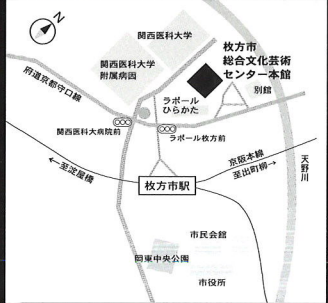 N
関西医科大学
枚方市
総合文化芸術
センター本館
関西医科大学
附属病院
別館
府道京都守口線
ラポール
ひらかた
関西医科大病院前
ラポール枚方前
京阪本線
至出町柳→
←至淀屋橋
天野川
枚方市駅
市民会館
岡東中央公園
市役所